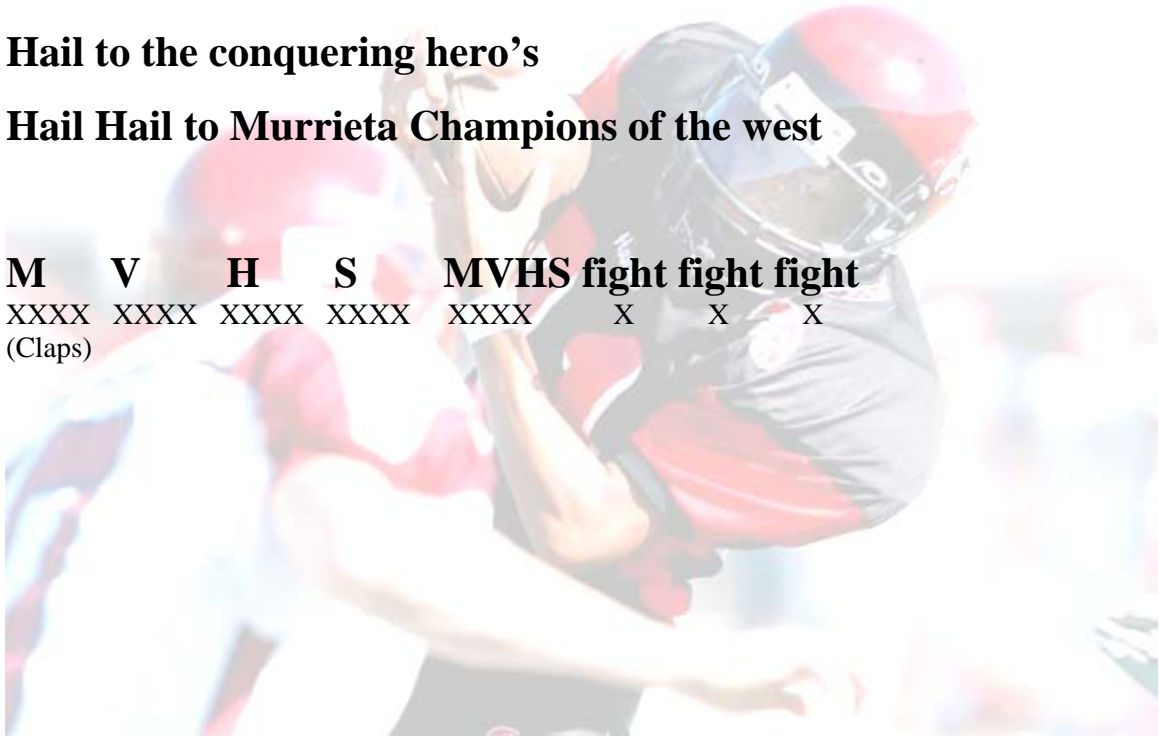 Hail to the conquering hero’s
Hail Hail to Murrieta Champions of the west
M V H S MVHS fight fight fight
XXXX XXXX XXXX XXXX XXXX X X X
(Claps)